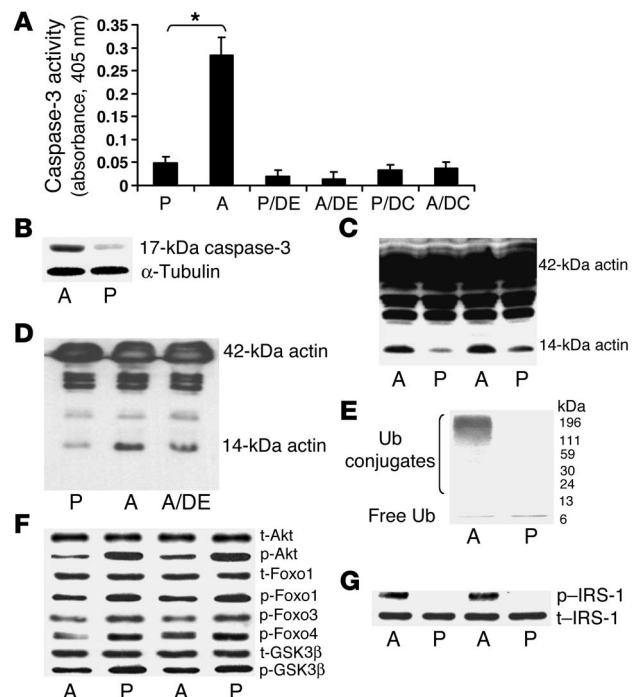 A
Caspase-3 activity
(absorbance, 405 nm)
0.35
0.3
0.25
0.2
0.15
0.1
0.05
0
*
P A P/DE A/DE P/DC A/DC
B
17-kDa caspase-3
α-Tubulin
A P
C
42-kDa actin
14-kDa actin
A P A P
D
42-kDa actin
14-kDa actin
P A A/DE
E
kDa
196
111
59
30
24
13
6
Ub
conjugates
Free Ub
A P
F
t-Akt
p-Akt
t-Foxo1
p-Foxo1
p-Foxo3
p-Foxo4
t-GSK3β
p-GSK3β
A P A P
G
p–IRS-1
t–IRS-1
A P A P